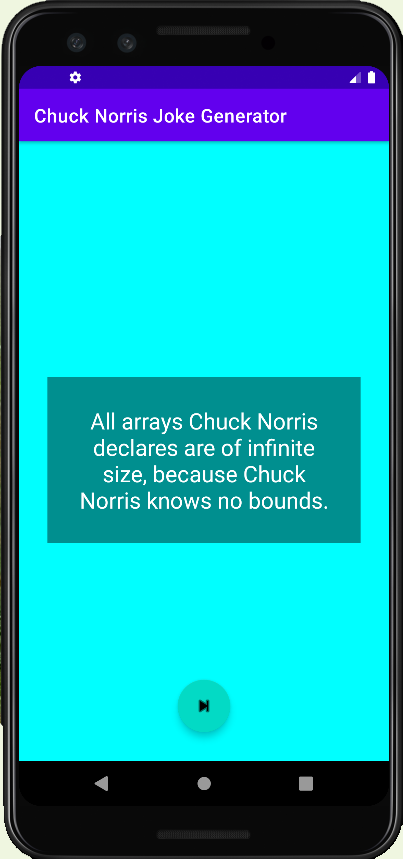 Chuck Norris Joke Generator
All arrays Chuck Norris
declares are of infinite
size, because Chuck
Norris knows no bounds.